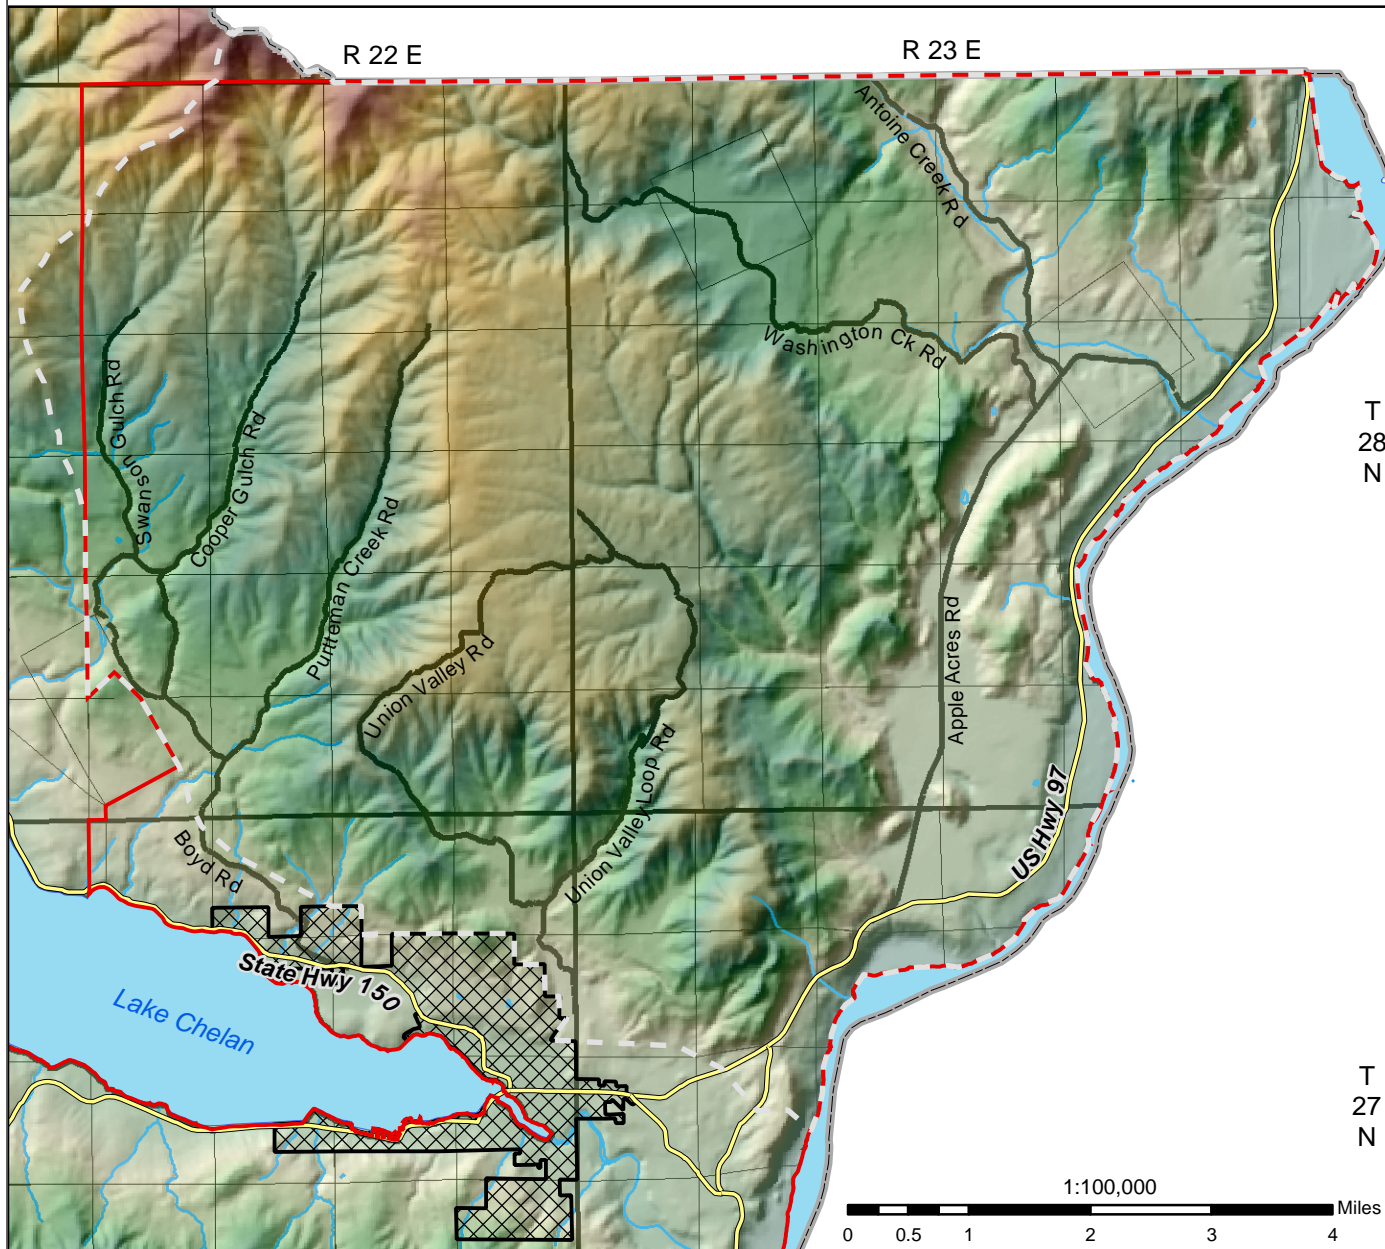 R 22 E
R 23 E
Antoine Creek Rd
Washington Ck Rd
T
28
N
Swanson Gulch Rd
Cooper Gulch Rd
Purtteman Creek Rd
Union Valley Rd
Apple Acres Rd
Union Valley Loop Rd
US Hwy 97
Boyd Rd
State Hwy 150
Lake Chelan
T
27
N
1:100,000
Miles
0 0.5 1 2 3 4